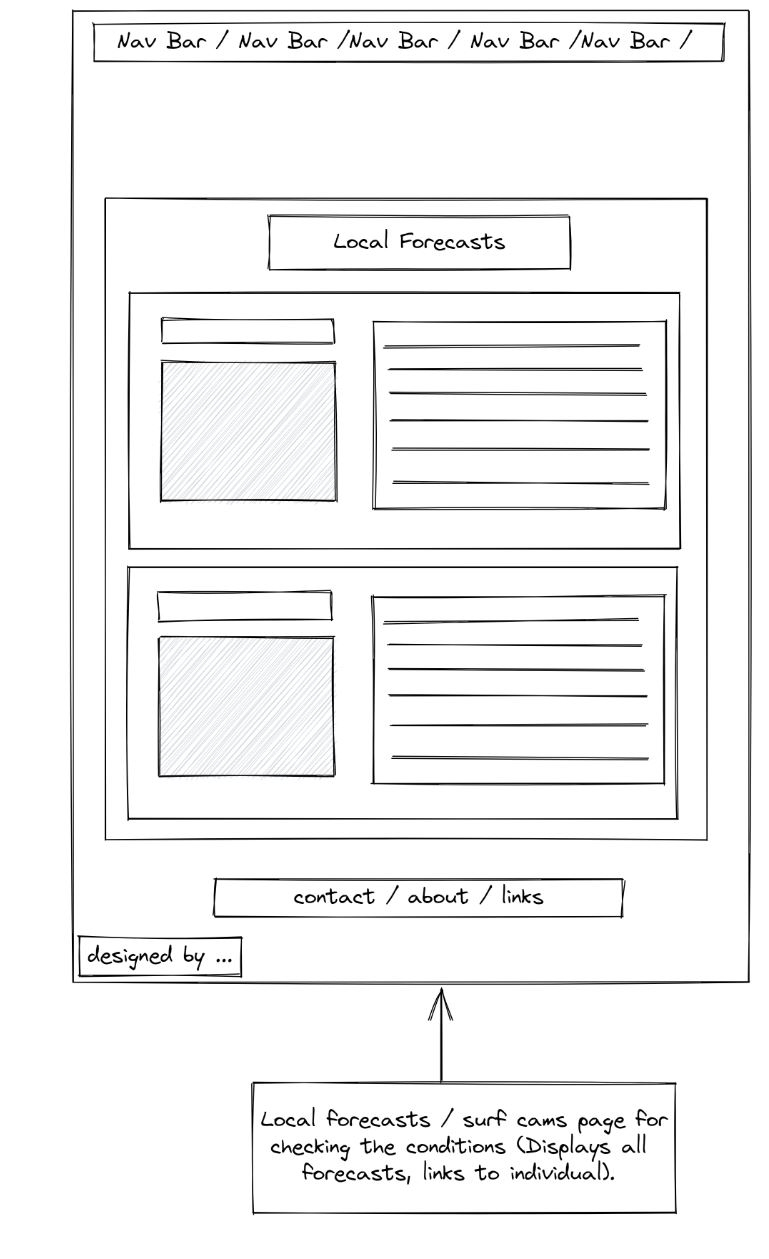 Nav Bar / Nav Bar /Nav Bar / Nav Bar /Nav Bar /
Local Forecasts
contact / about / links
designed by ...
Local forecasts / surf cams page for
checking the conditions (Displays all
forecasts, links to individual).